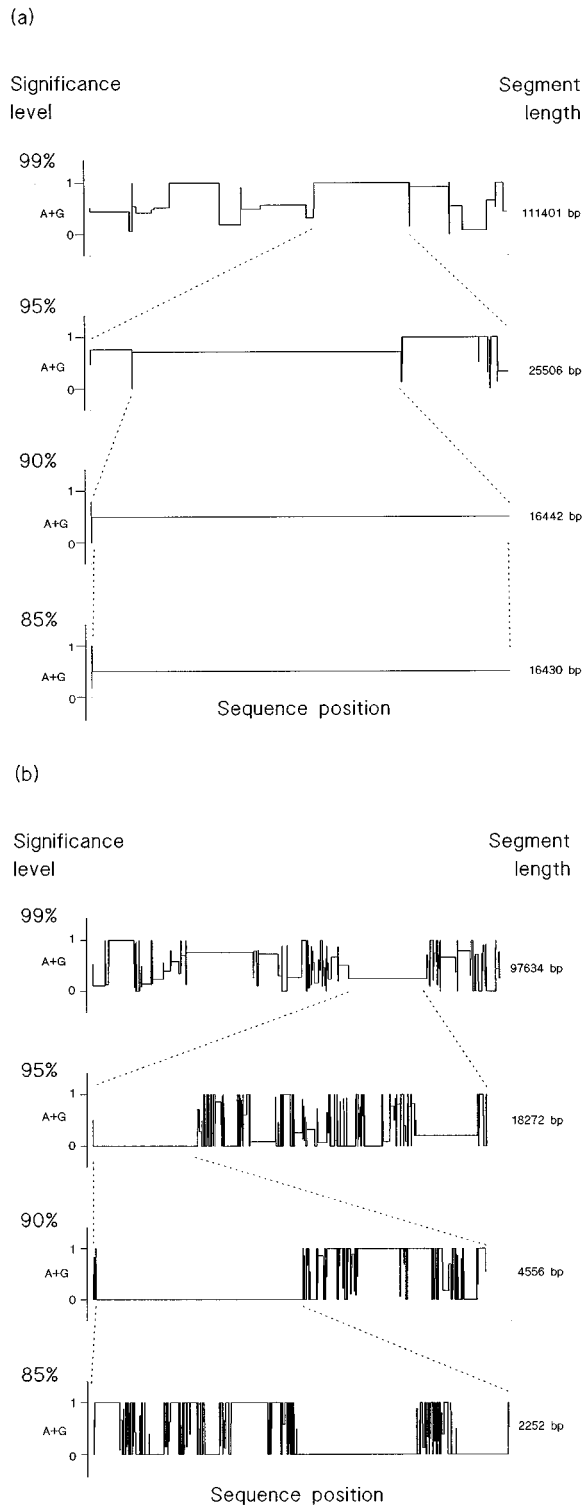 (a)
Significance level
Segment length
99%
1
A+G
0
111401 bp
95%
1
A+G
0
25506 bp
90%
1
A+G
0
16442 bp
85%
1
A+G
0
16430 bp
Sequence position
(b)
Significance level
Segment length
99%
1
A+G
0
97634 bp
95%
1
A+G
0
18272 bp
90%
1
A+G
0
4556 bp
85%
1
A+G
0
2252 bp
Sequence position